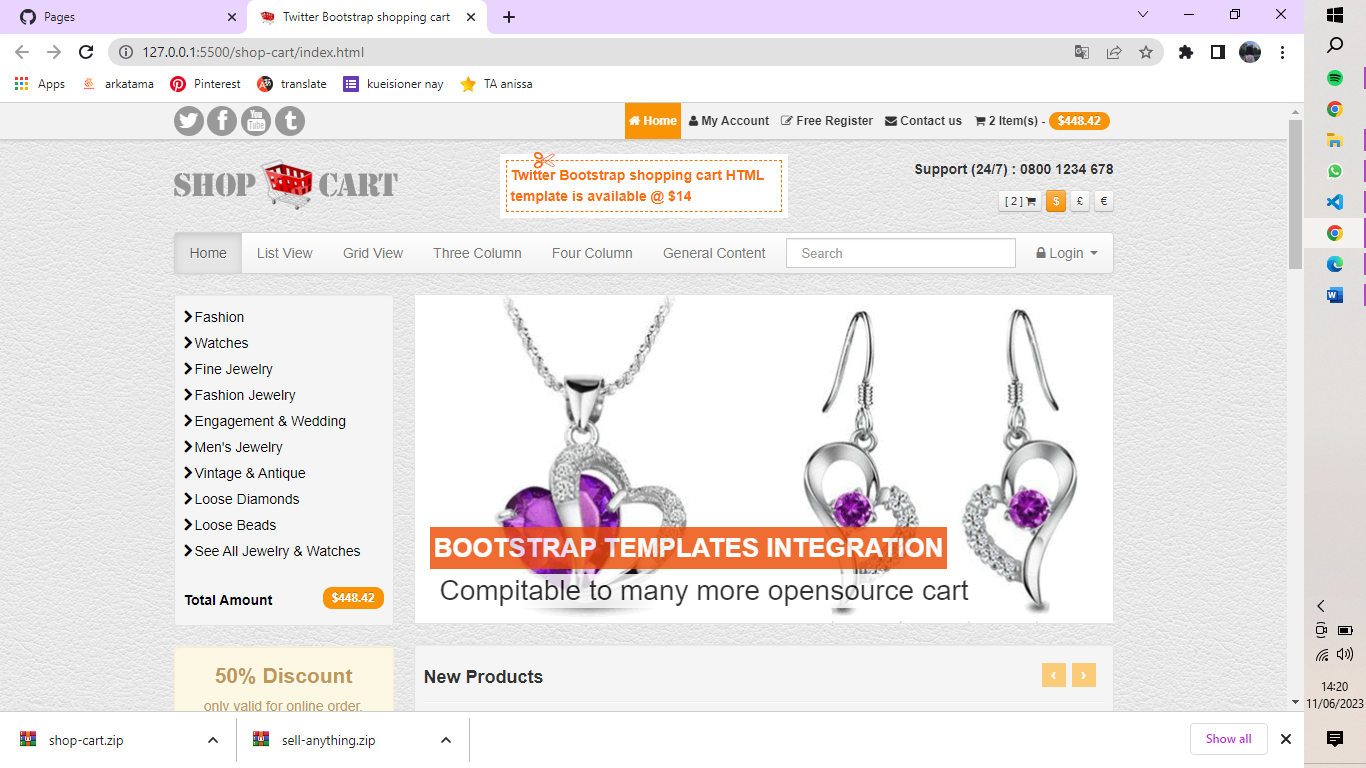 Pages
Twitter Bootstrap shopping cart
127.0.0.1:5500/shop-cart/index.html
Apps
arkatama
Pinterest
translate
kueisioner nay
TA anissa
You Tube
Home
My Account
Free Register
Contact us
2 Item(s) - $448.42
SHOP CART
Twitter Bootstrap shopping cart HTML
template is available @ $14
Support (24/7) : 0800 1234 678
[ 2 ]
$
£
€
Home
List View
Grid View
Three Column
Four Column
General Content
Search
Login
Fashion
Watches
Fine Jewelry
Fashion Jewelry
Engagement & Wedding
Men's Jewelry
Vintage & Antique
Loose Diamonds
Loose Beads
See All Jewelry & Watches
Total Amount
$448.42
BOOTSTRAP TEMPLATES INTEGRATION
Compitable to many more opensource cart
50% Discount
only valid for online order.
New Products
‹
›
shop-cart.zip
sell-anything.zip
Show all
14:20
11/06/2023